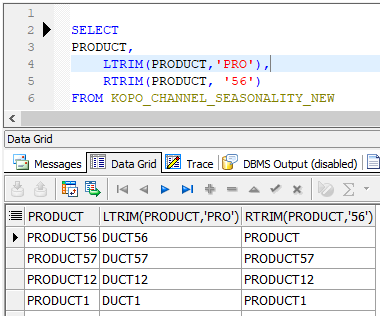 1
2 SELECT
3 PRODUCT,
4 LTRIM(PRODUCT,'PRO'),
5 RTRIM(PRODUCT, '56')
6 FROM KOPO_CHANNEL_SEASONALITY_NEW
Data Grid
Messages Data Grid Trace DBMS Output (disabled)
PRODUCT LTRIM(PRODUCT,'PRO') RTRIM(PRODUCT,'56')
PRODUCT56 DUCT56 PRODUCT
PRODUCT57 DUCT57 PRODUCT57
PRODUCT12 DUCT12 PRODUCT12
PRODUCT1 DUCT1 PRODUCT1